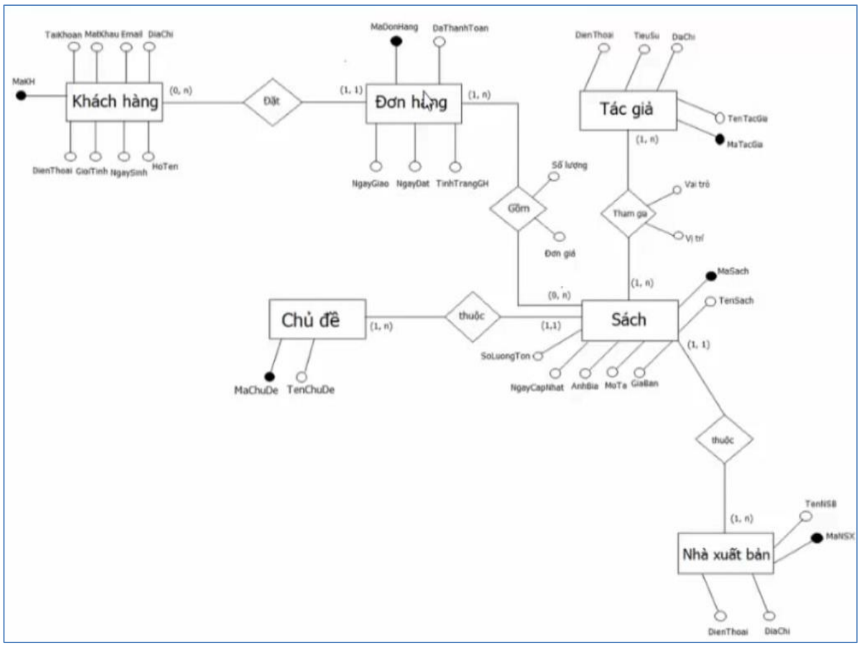 TaiKhoan MatKhau Email DiaChi
MaKH
Khách hàng
(0, n)
DienThoai GioiTinh NgaySinh HoTen
Đặt
MaDonHang DaThanhToan
(1, 1)
Đơn hàng
(1, n)
NgayGiao NgayDat TinhTrangGH
Số lượng
Gồm
Đơn giá
(0, n)
DienThoai TieuSu DaChi
Tác giả
TenTacGia
MaTacGia
(1, n)
Vai trò
Tham gia
Vị trí
(1, n)
MaSach
TenSach
Chủ đề
(1, n)
thuộc
(1,1)
Sách
(1, 1)
SoLuongTon
NgayCapNhat AnhBia MoTa GiaBan
MaChuDe TenChuDe
thuộc
(1, n)
TenNSB
MaNSX
Nhà xuất bản
DienThoai DiaChi